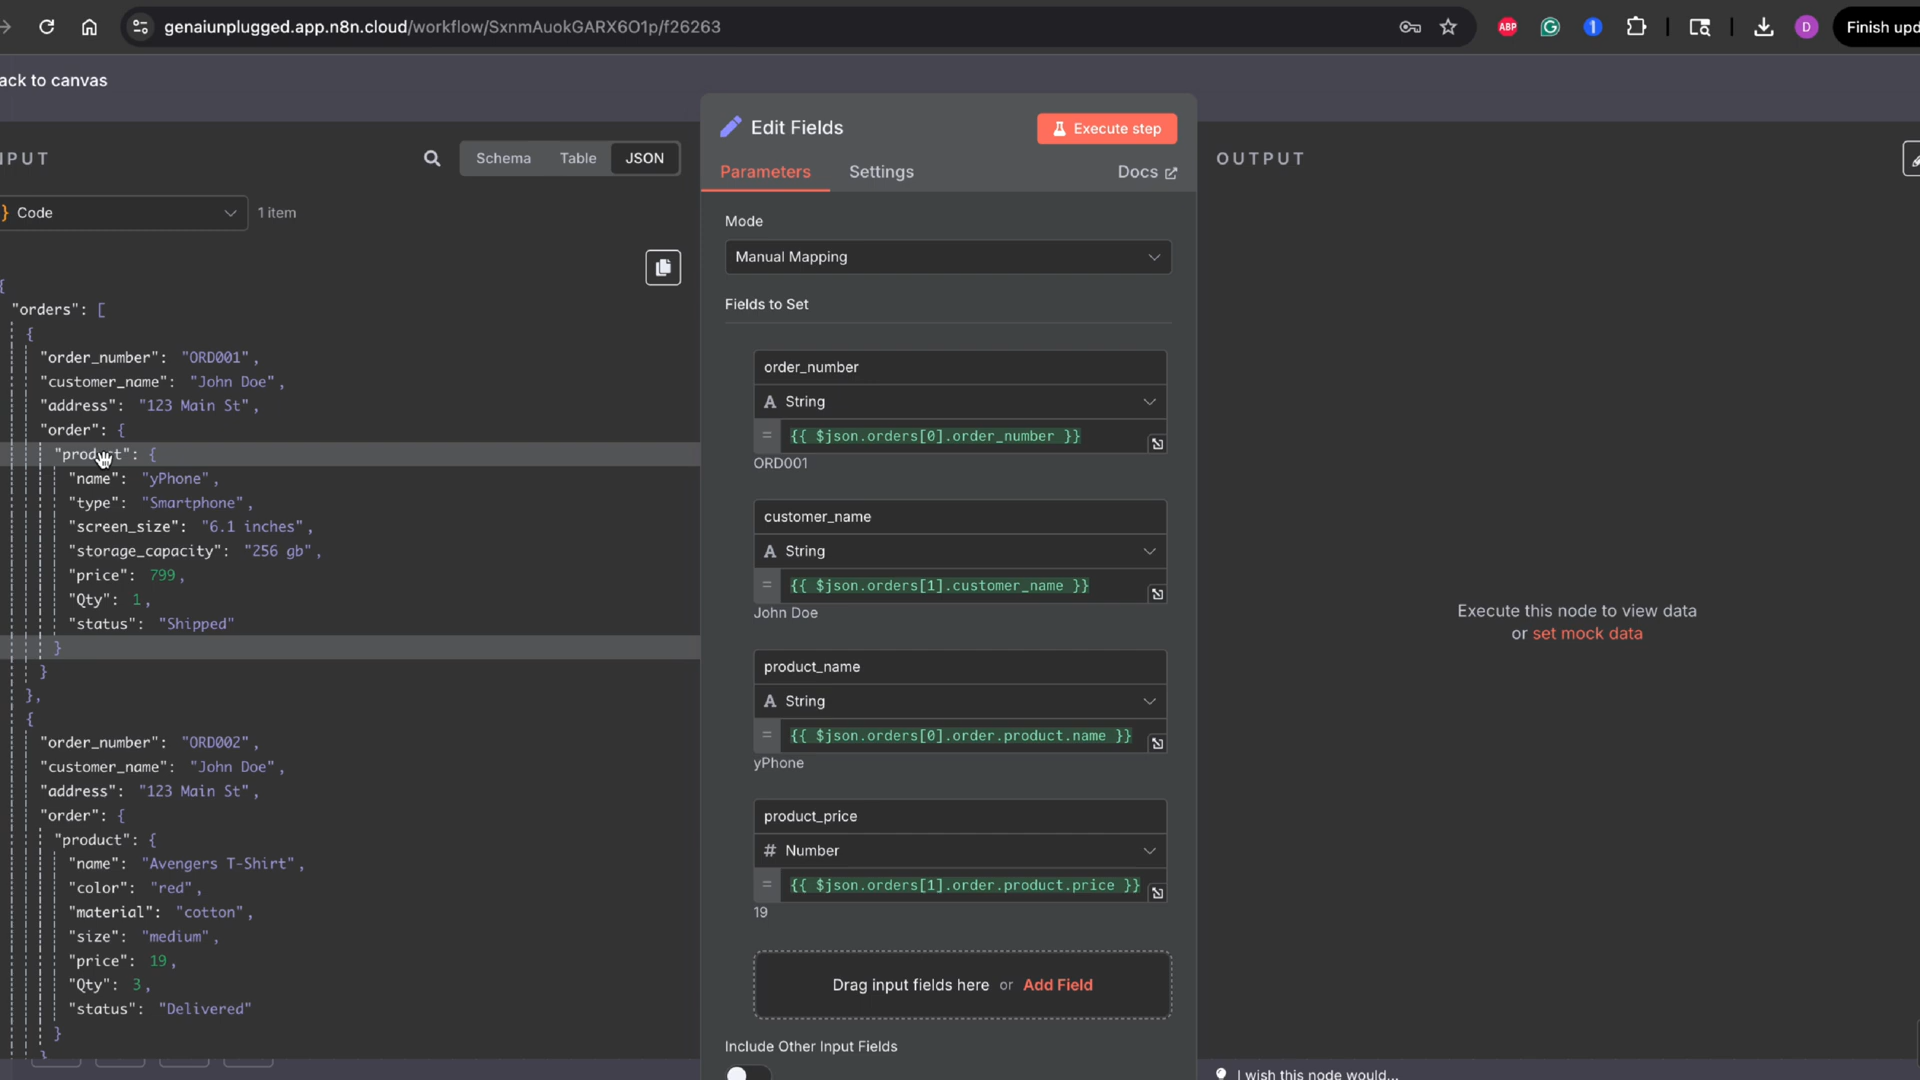 genaiunplugged.app.n8n.cloud/workflow/SxnmAuokGARX6O1p/f26263
ABP
1
D
Finish upd
ack to canvas
NPUT
Schema
Table
JSON
Code
1 item
{
"orders": [
{
"order_number": "ORD001",
"customer_name": "John Doe",
"address": "123 Main St",
"order": {
"product": {
"name": "yPhone",
"type": "Smartphone",
"screen_size": "6.1 inches",
"storage_capacity": "256 gb",
"price": 799,
"Qty": 1,
"status": "Shipped"
}
}
},
{
"order_number": "ORD002",
"customer_name": "John Doe",
"address": "123 Main St",
"order": {
"product": {
"name": "Avengers T-Shirt",
"color": "red",
"material": "cotton",
"size": "medium",
"price": 19,
"Qty": 3,
"status": "Delivered"
}
}
Edit Fields
Execute step
Parameters
Settings
Docs
Mode
Manual Mapping
Fields to Set
order_number
A String
= {{ $json.orders[0].order_number }}
ORD001
customer_name
A String
= {{ $json.orders[1].customer_name }}
John Doe
product_name
A String
= {{ $json.orders[0].order.product.name }}
yPhone
product_price
# Number
= {{ $json.orders[1].order.product.price }}
19
Drag input fields here or Add Field
Include Other Input Fields
OUTPUT
Execute this node to view data
or set mock data
I wish this node would...